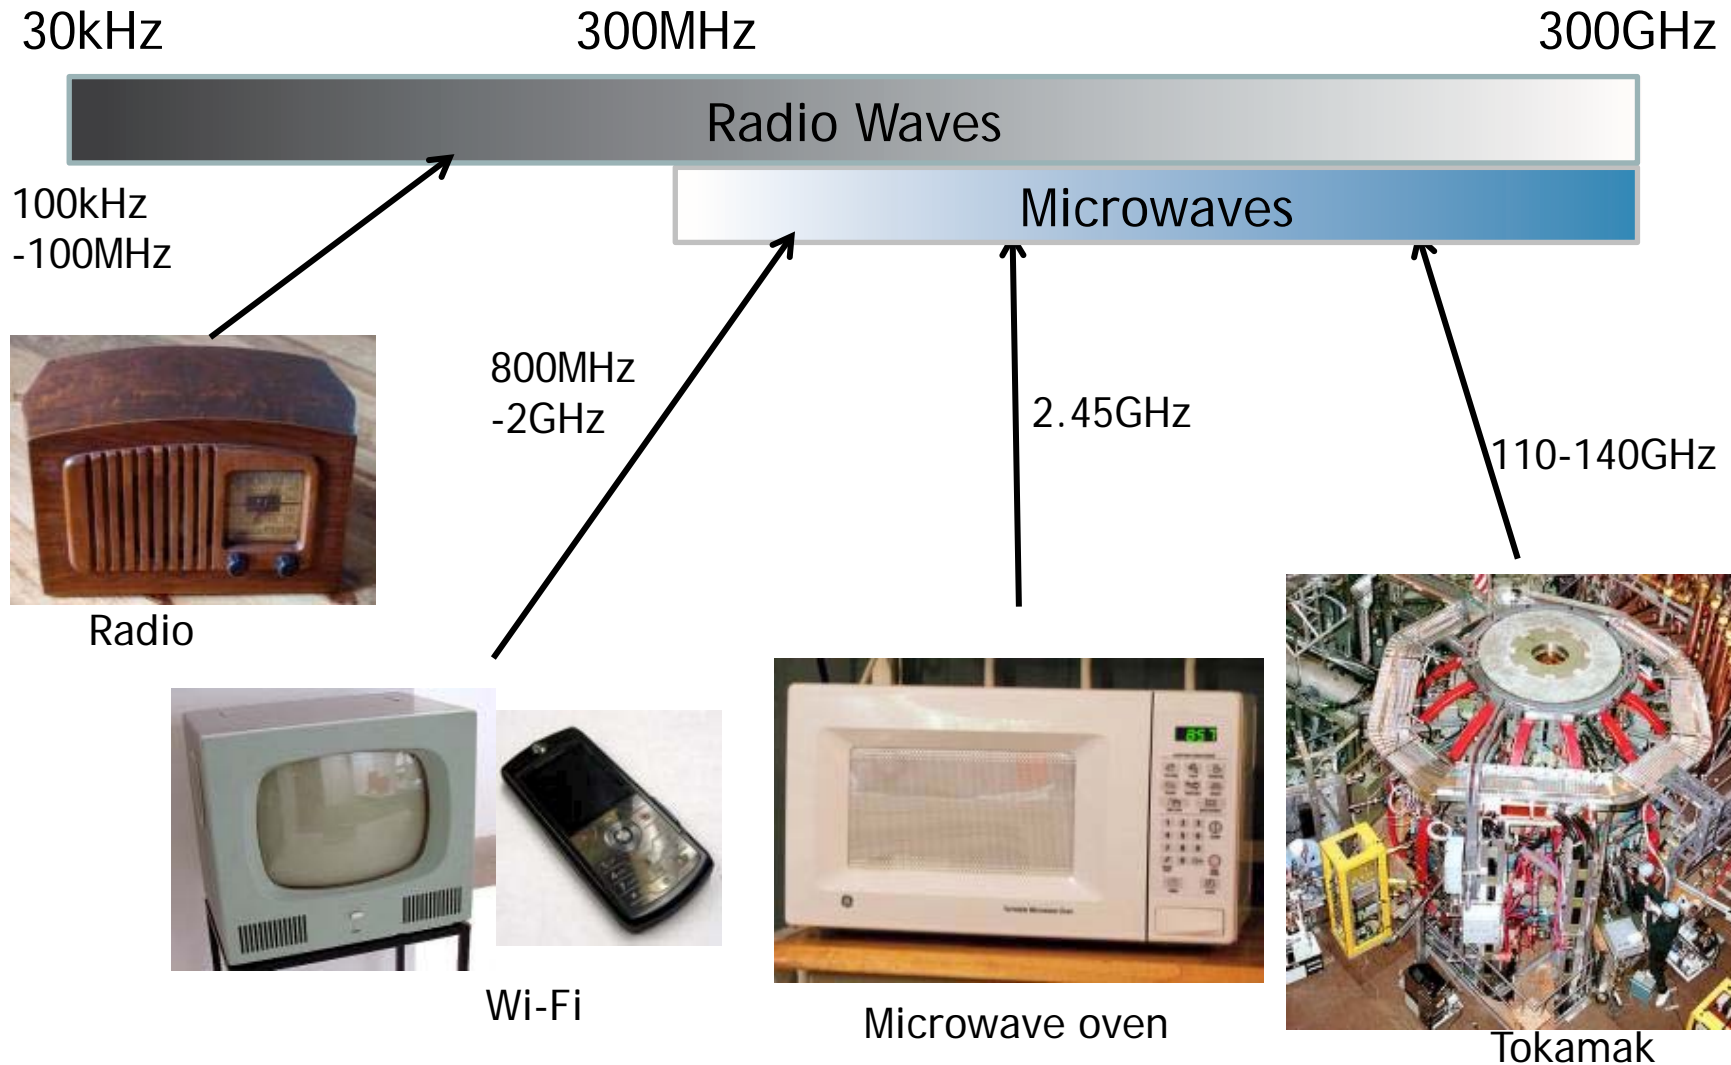 30kHz 300MHz 300GHz
Radio Waves
Microwaves
100kHz
-100MHz
800MHz
-2GHz
2.45GHz
110-140GHz
Radio
Wi-Fi
Microwave oven
Tokamak